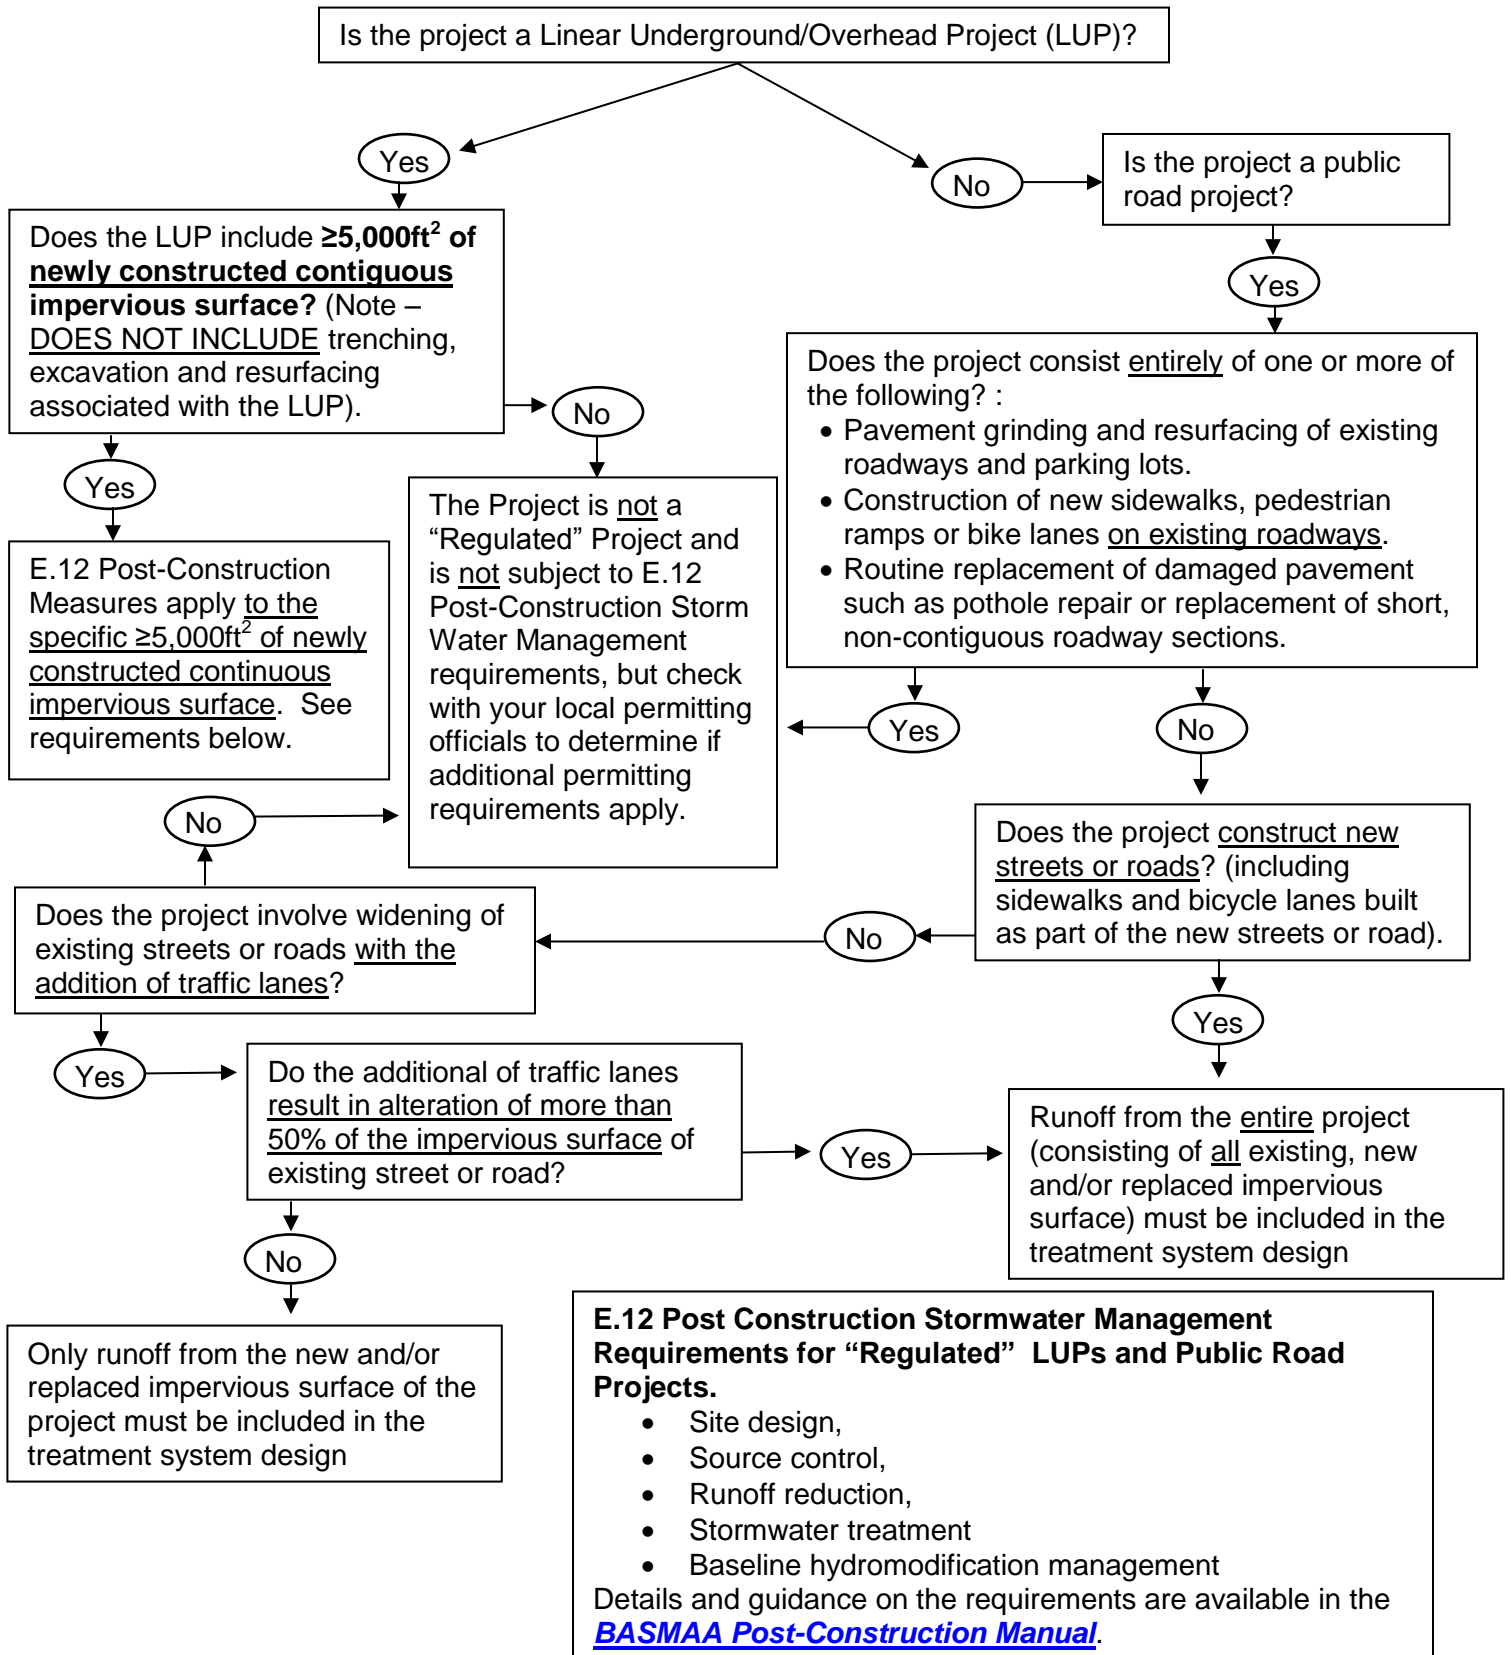 Is the project a Linear Underground/Overhead Project (LUP)?
Yes
No
Is the project a public
road project?
Does the LUP include ≥5,000ft² of
newly constructed contiguous
impervious surface? (Note –
DOES NOT INCLUDE trenching,
excavation and resurfacing
associated with the LUP).
Yes
No
Yes
Does the project consist entirely of one or more of
the following? :
• Pavement grinding and resurfacing of existing
roadways and parking lots.
• Construction of new sidewalks, pedestrian
ramps or bike lanes on existing roadways.
• Routine replacement of damaged pavement
such as pothole repair or replacement of short,
non-contiguous roadway sections.
E.12 Post-Construction
Measures apply to the
specific ≥5,000ft² of newly
constructed continuous
impervious surface.  See
requirements below.
The Project is not a
“Regulated” Project and
is not subject to E.12
Post-Construction Storm
Water Management
requirements, but check
with your local permitting
officials to determine if
additional permitting
requirements apply.
Yes
No
No
Does the project construct new
streets or roads? (including
sidewalks and bicycle lanes built
as part of the new streets or road).
No
Does the project involve widening of
existing streets or roads with the
addition of traffic lanes?
Yes
Yes
Do the additional of traffic lanes
result in alteration of more than
50% of the impervious surface of
existing street or road?
Yes
Runoff from the entire project
(consisting of all existing, new
and/or replaced impervious
surface) must be included in the
treatment system design
No
Only runoff from the new and/or
replaced impervious surface of the
project must be included in the
treatment system design
E.12 Post Construction Stormwater Management
Requirements for “Regulated”  LUPs and Public Road
Projects.
• Site design,
• Source control,
• Runoff reduction,
• Stormwater treatment
• Baseline hydromodification management
Details and guidance on the requirements are available in the
BASMAA Post-Construction Manual.